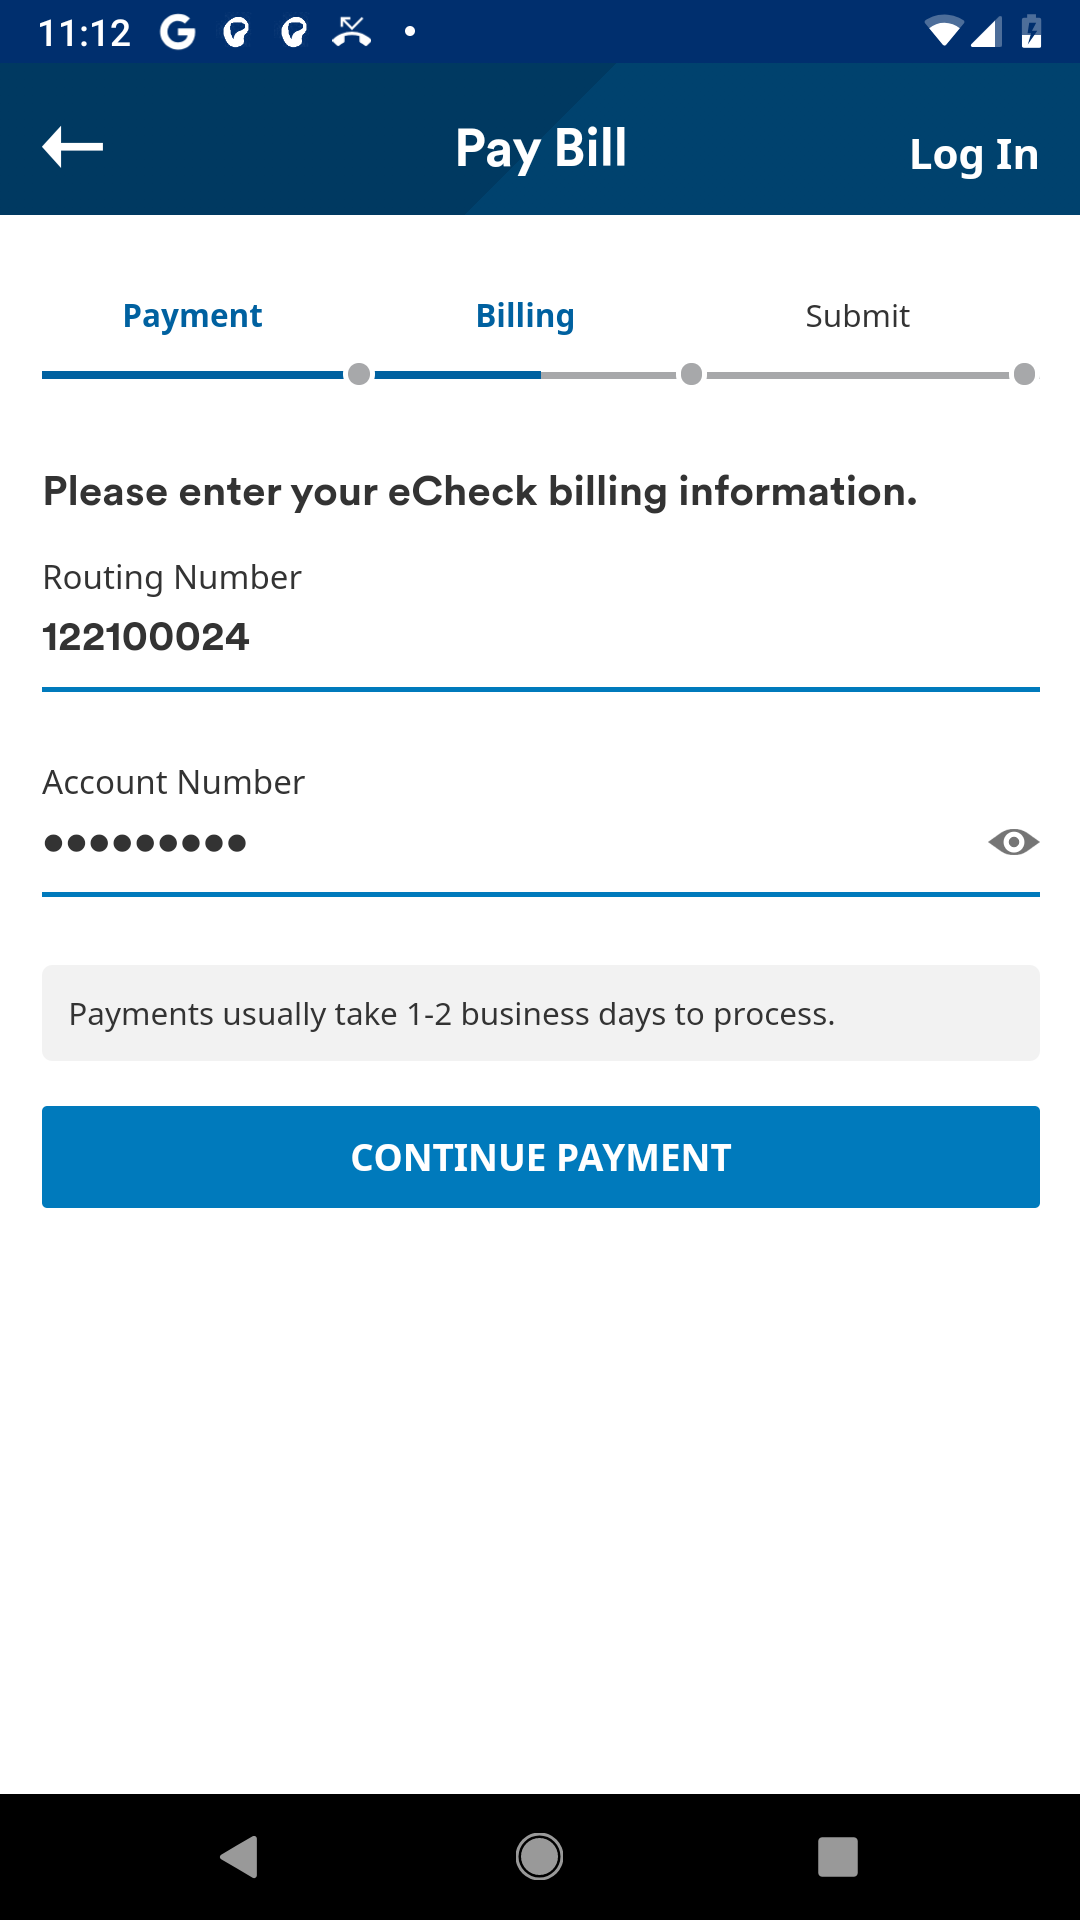 11:12
Pay Bill
Log In
Payment
Billing
Submit
Please enter your eCheck billing information.
Routing Number
122100024
Account Number
•••••••••
Payments usually take 1-2 business days to process.
CONTINUE PAYMENT